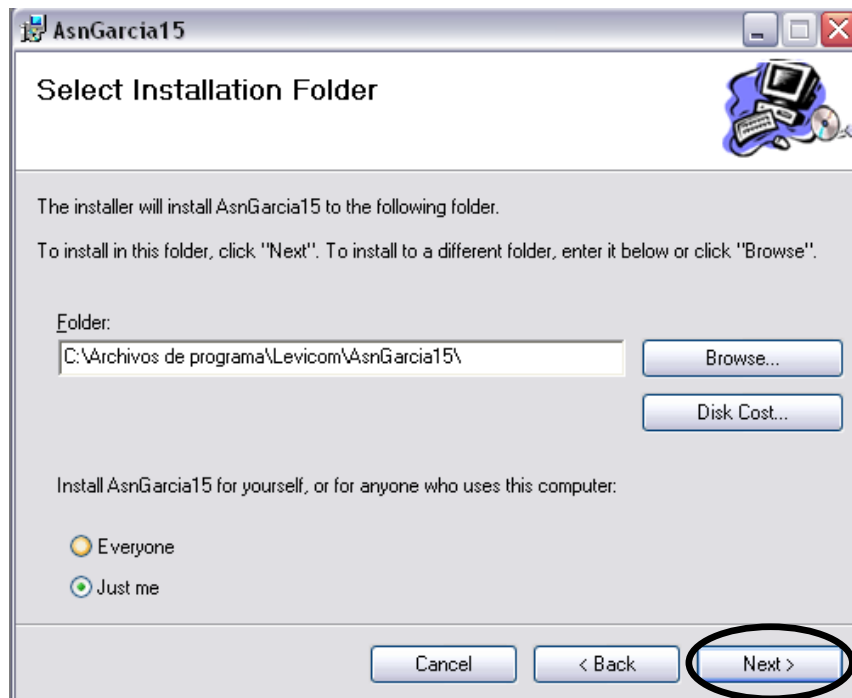 AsnGarcia15
Select Installation Folder
The installer will install AsnGarcia15 to the following folder.
To install in this folder, click "Next". To install to a different folder, enter it below or click "Browse".
Folder:
C:\Archivos de programa\Levicom\AsnGarcia15\
Browse...
Disk Cost...
Install AsnGarcia15 for yourself, or for anyone who uses this computer:
Everyone
Just me
Cancel
< Back
Next >